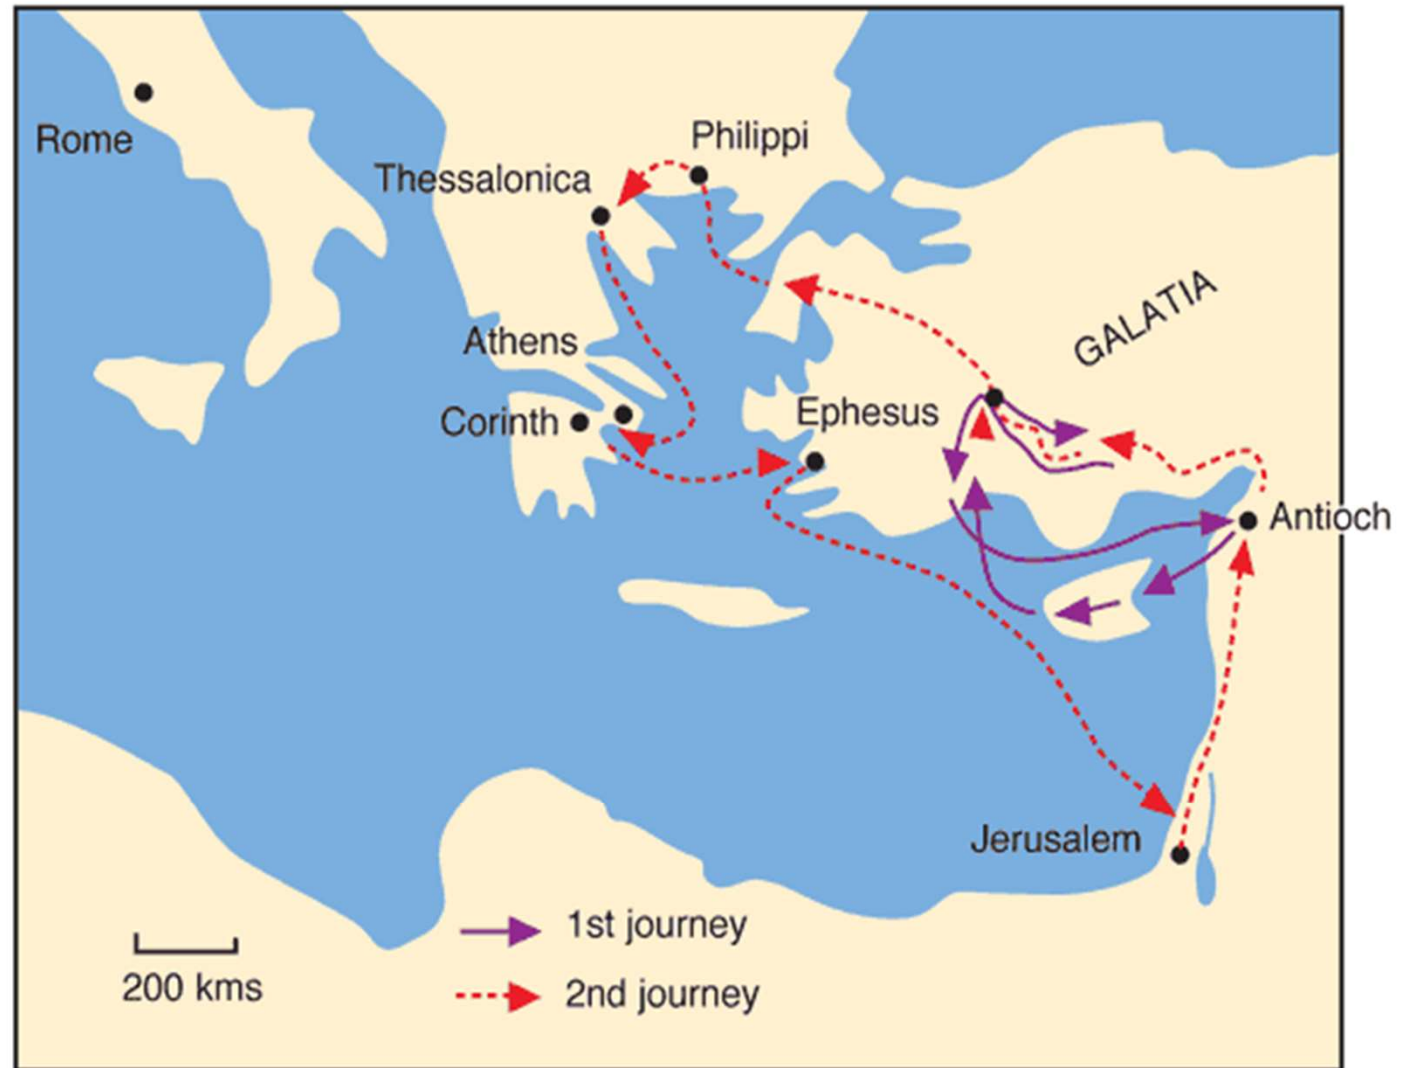 Rome
Philippi
Thessalonica
GALATIA
Athens
Corinth
Ephesus
Antioch
Jerusalem
1st journey
200 kms
2nd journey